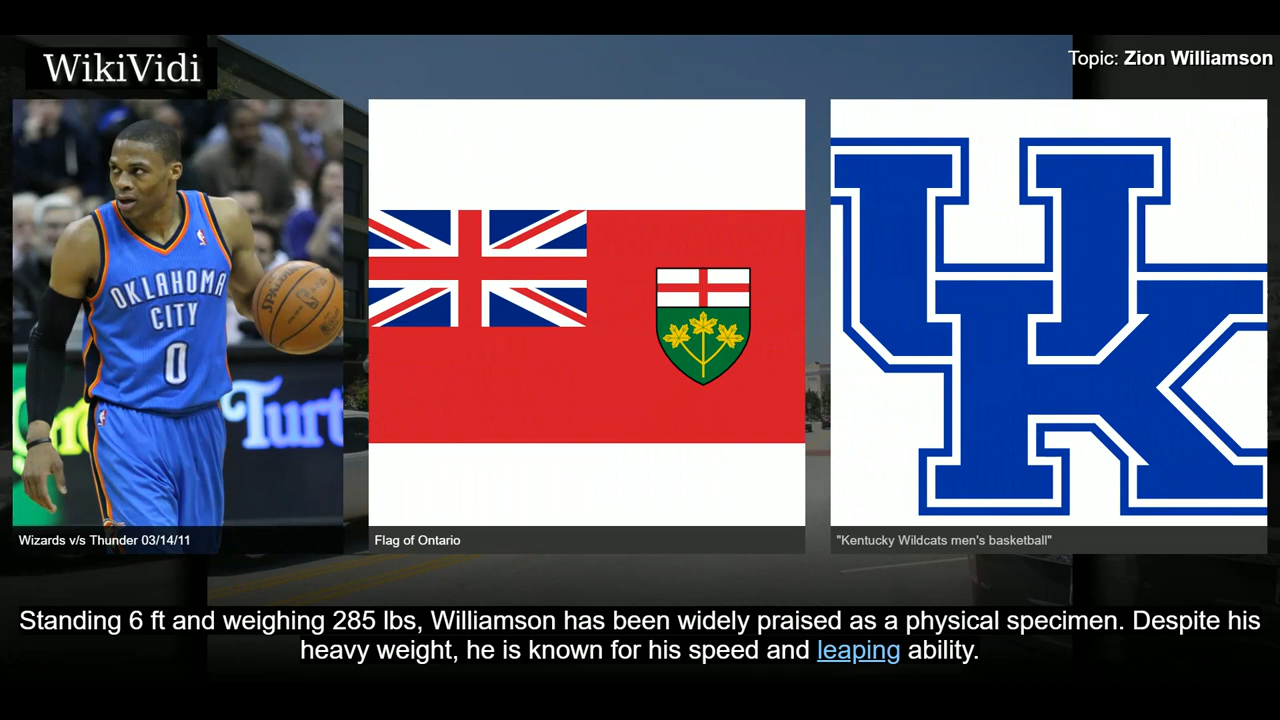 WikiVidi
Topic: Zion Williamson
OKLAHOMA
CITY
0
SPALDING
Turt
Wizards v/s Thunder 03/14/11
Flag of Ontario
UK
"Kentucky Wildcats men's basketball"
Standing 6 ft and weighing 285 lbs, Williamson has been widely praised as a physical specimen. Despite his
heavy weight, he is known for his speed and leaping ability.